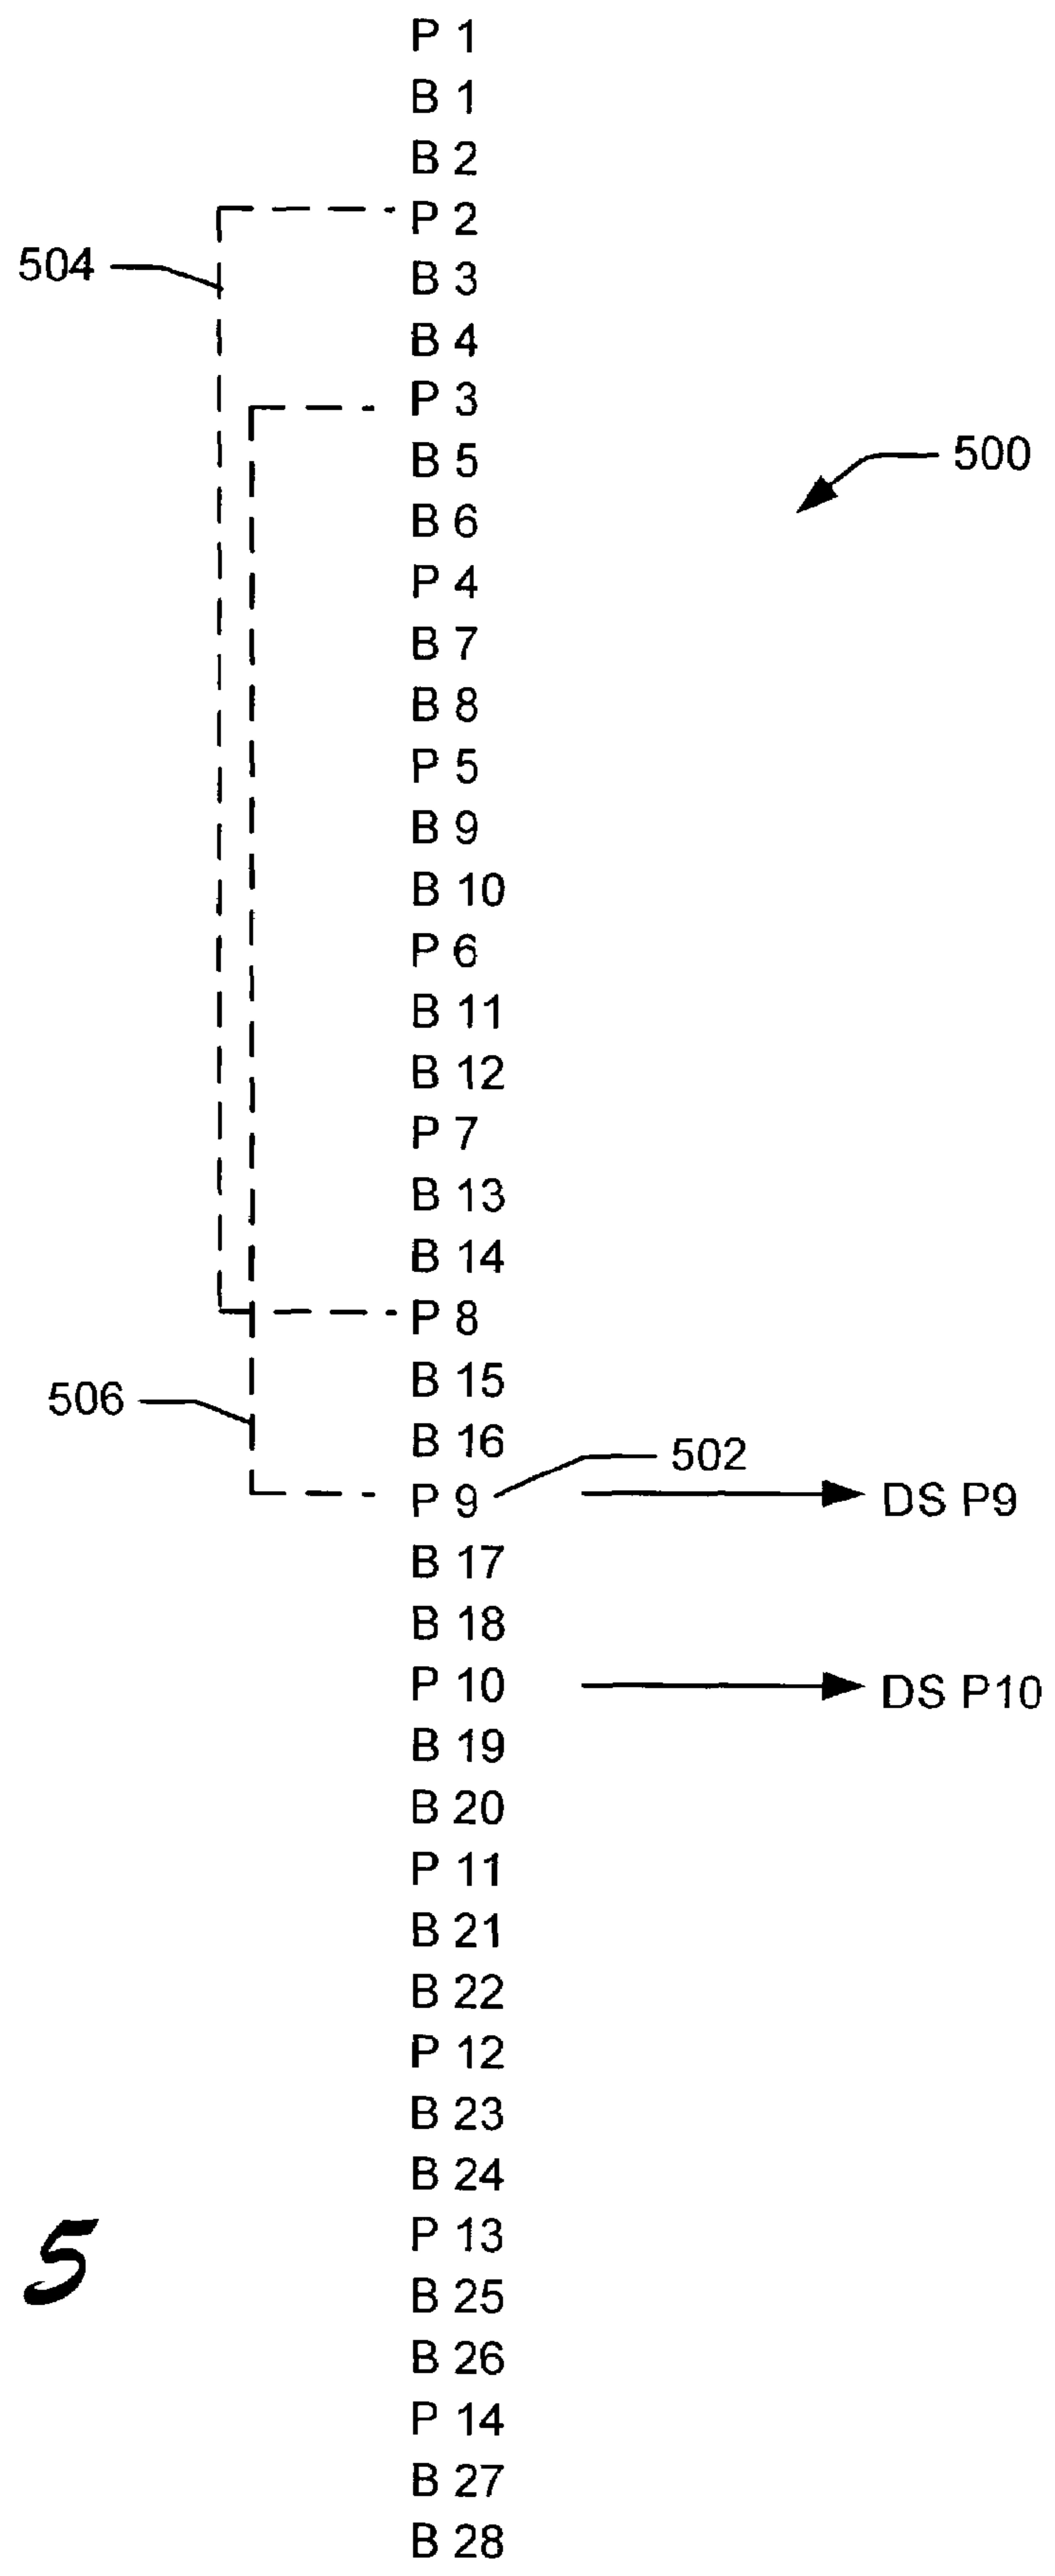 P 1
B 1
B 2
P 2
504
B 3
B 4
P 3
500
B 5
B 6
P 4
B 7
B 8
P 5
B 9
B 10
P 6
B 11
B 12
P 7
B 13
B 14
P 8
B 15
506
B 16
502
P 9
DS P9
B 17
B 18
P 10
DS P10
B 19
B 20
P 11
B 21
B 22
P 12
B 23
B 24
P 13
5
B 25
B 26
P 14
B 27
B 28